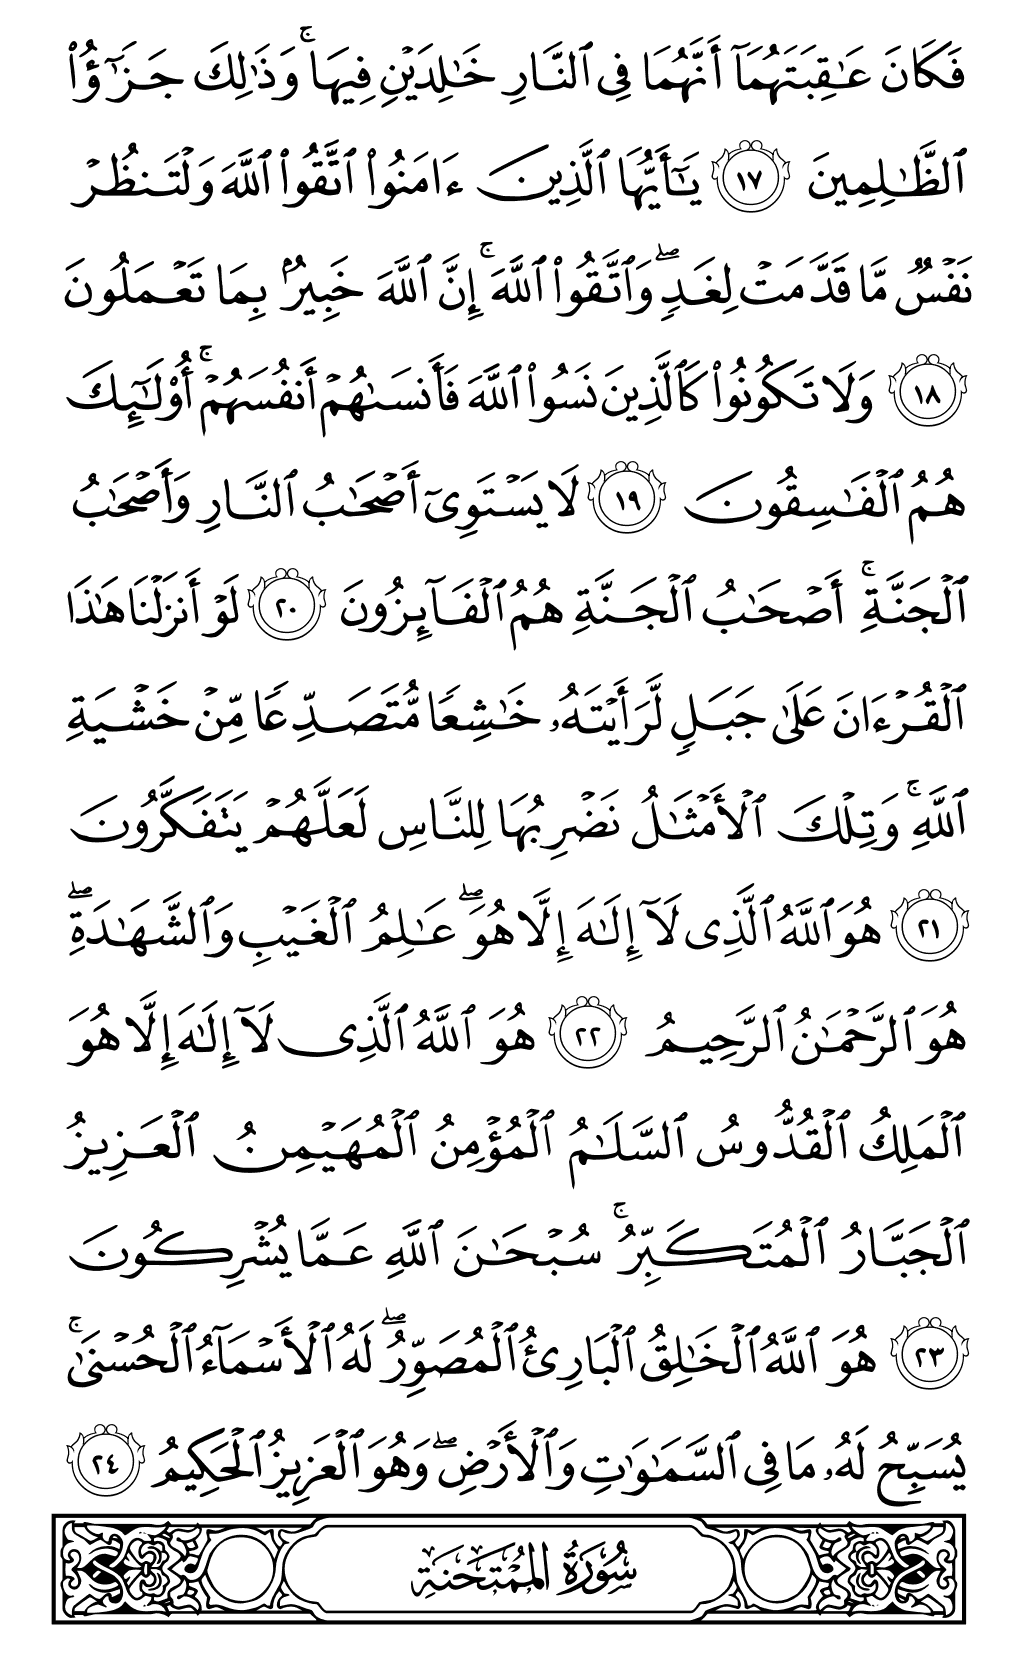 فَكَانَ عَـٰقِبَتَهُمَآ أَنَّهُمَا فِى ٱلنَّارِ خَـٰلِدَيْنِ فِيهَا ۚ وَذَٰلِكَ جَزَٰٓؤُا۟
ٱلظَّـٰلِمِينَ ١٧ يَـٰٓأَيُّهَا ٱلَّذِينَ ءَامَنُوا۟ ٱتَّقُوا۟ ٱللَّهَ وَلْتَنظُرْ
نَفْسٌ مَّا قَدَّمَتْ لِغَدٍ ۖ وَٱتَّقُوا۟ ٱللَّهَ ۚ إِنَّ ٱللَّهَ خَبِيرٌۢ بِمَا تَعْمَلُونَ
١٨ وَلَا تَكُونُوا۟ كَٱلَّذِينَ نَسُوا۟ ٱللَّهَ فَأَنسَىٰهُمْ أَنفُسَهُمْ ۚ أُو۟لَـٰٓئِكَ
هُمُ ٱلْفَـٰسِقُونَ ١٩ لَا يَسْتَوِىٓ أَصْحَـٰبُ ٱلنَّارِ وَأَصْحَـٰبُ
ٱلْجَنَّةِ ۚ أَصْحَـٰبُ ٱلْجَنَّةِ هُمُ ٱلْفَآئِزُونَ ٢٠ لَوْ أَنزَلْنَا هَـٰذَا
ٱلْقُرْءَانَ عَلَىٰ جَبَلٍ لَّرَأَيْتَهُۥ خَـٰشِعًا مُّتَصَدِّعًا مِّنْ خَشْيَةِ
ٱللَّهِ ۚ وَتِلْكَ ٱلْأَمْثَـٰلُ نَضْرِبُهَا لِلنَّاسِ لَعَلَّهُمْ يَتَفَكَّرُونَ
٢١ هُوَ ٱللَّهُ ٱلَّذِى لَآ إِلَـٰهَ إِلَّا هُوَ ۖ عَـٰلِمُ ٱلْغَيْبِ وَٱلشَّهَـٰدَةِ ۖ
هُوَ ٱلرَّحْمَـٰنُ ٱلرَّحِيمُ ٢٢ هُوَ ٱللَّهُ ٱلَّذِى لَآ إِلَـٰهَ إِلَّا هُوَ
ٱلْمَلِكُ ٱلْقُدُّوسُ ٱلسَّلَـٰمُ ٱلْمُؤْمِنُ ٱلْمُهَيْمِنُ ٱلْعَزِيزُ
ٱلْجَبَّارُ ٱلْمُتَكَبِّرُ ۚ سُبْحَـٰنَ ٱللَّهِ عَمَّا يُشْرِكُونَ
٢٣ هُوَ ٱللَّهُ ٱلْخَـٰلِقُ ٱلْبَارِئُ ٱلْمُصَوِّرُ ۖ لَهُ ٱلْأَسْمَآءُ ٱلْحُسْنَىٰ ۚ
يُسَبِّحُ لَهُۥ مَا فِى ٱلسَّمَـٰوَٰتِ وَٱلْأَرْضِ ۖ وَهُوَ ٱلْعَزِيزُ ٱلْحَكِيمُ ٢٤
سُورَةُ المُمْتَحنَةِ